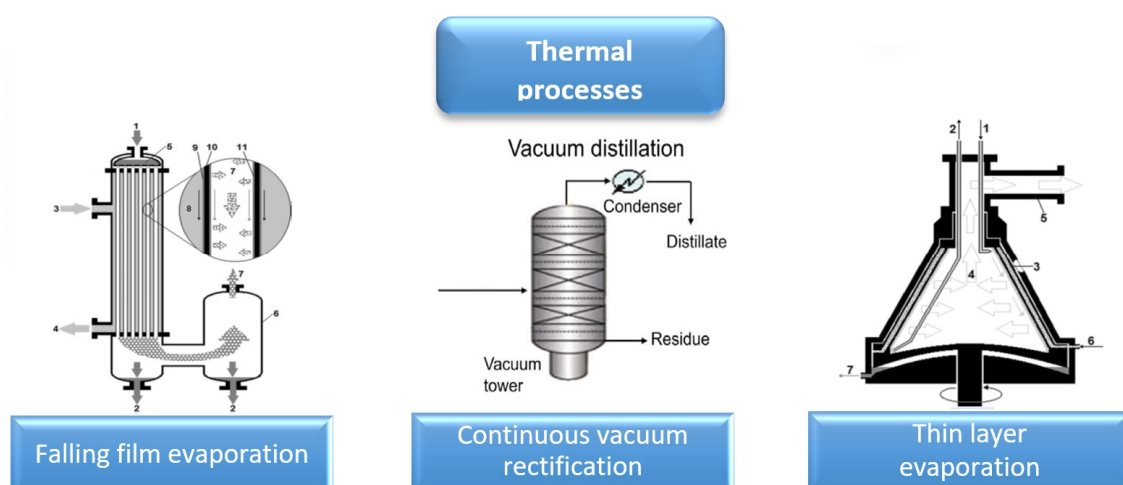 Thermal
processes
1
5
9
10
11
7
3
8
4
7
6
2
2
Falling film evaporation
Vacuum distillation
Condenser
Distillate
Residue
Vacuum
tower
Continuous vacuum
rectification
2
1
5
3
4
6
7
Thin layer
evaporation